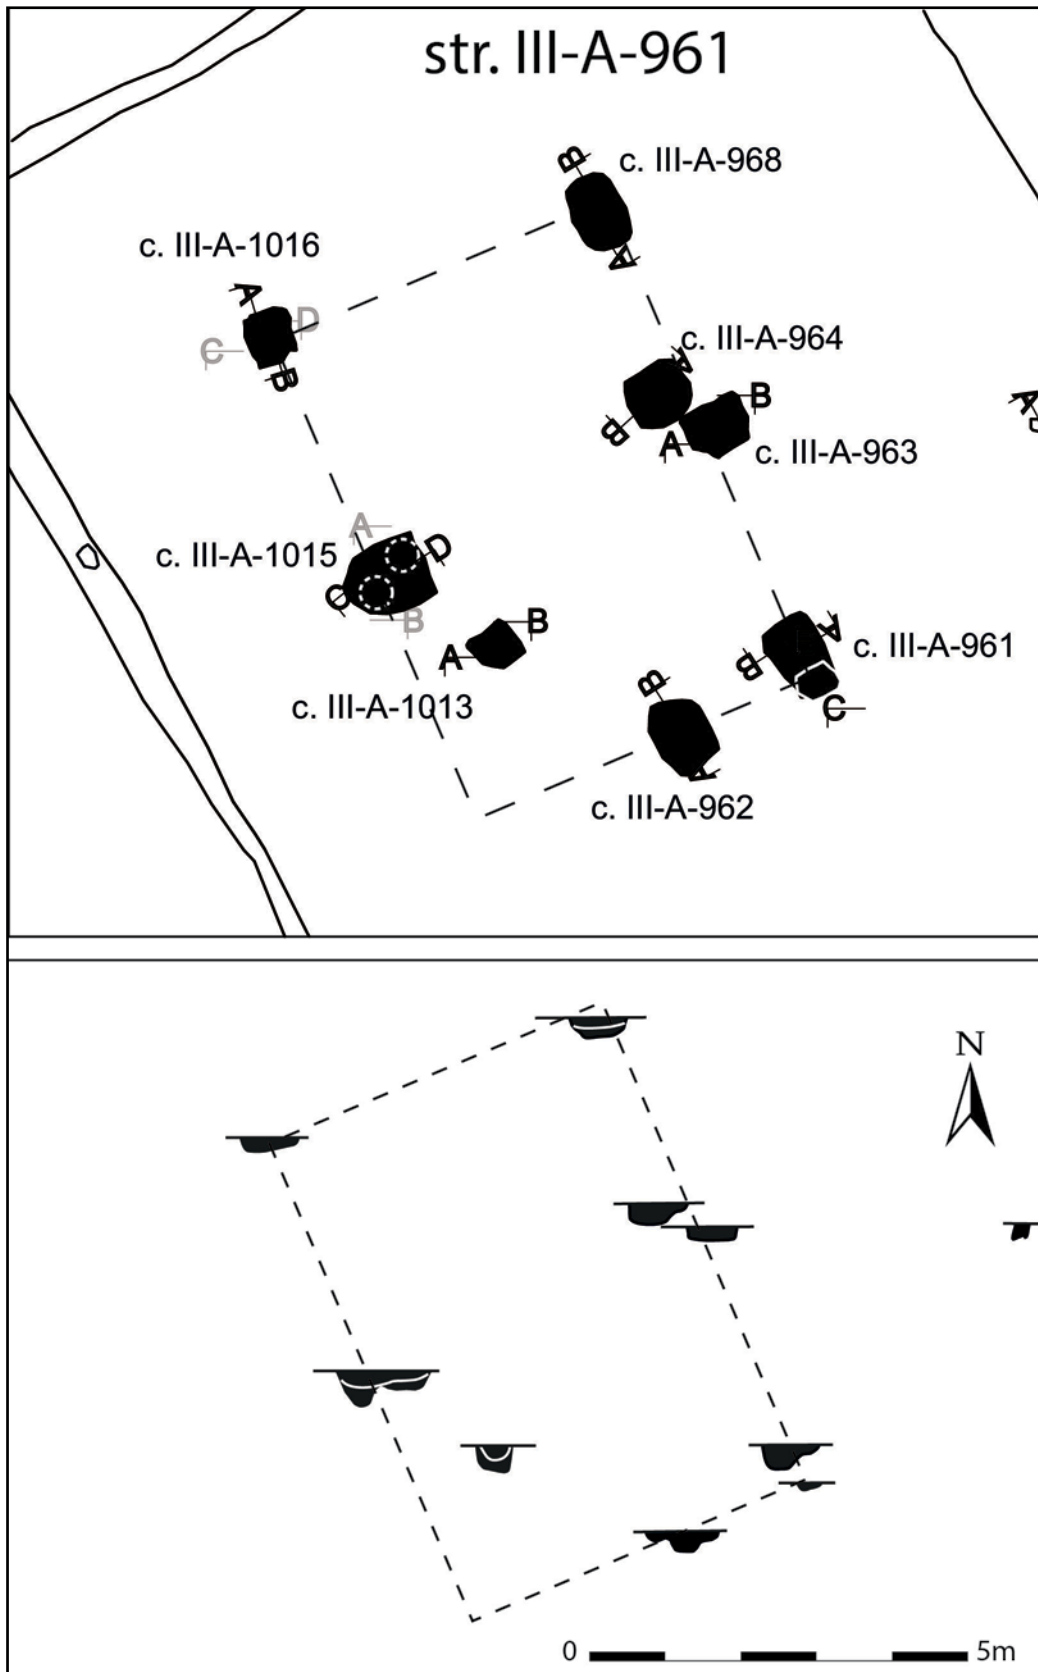 str. III-A-961
B
c. III-A-968
A
c. III-A-1016
A
D
C
B
c. III-A-964
A
B
B
A
c. III-A-963
A
A
c. III-A-1015
D
C
B
B
A
A
c. III-A-961
B
B
c. III-A-1013
C
A
c. III-A-962
N
0 5m